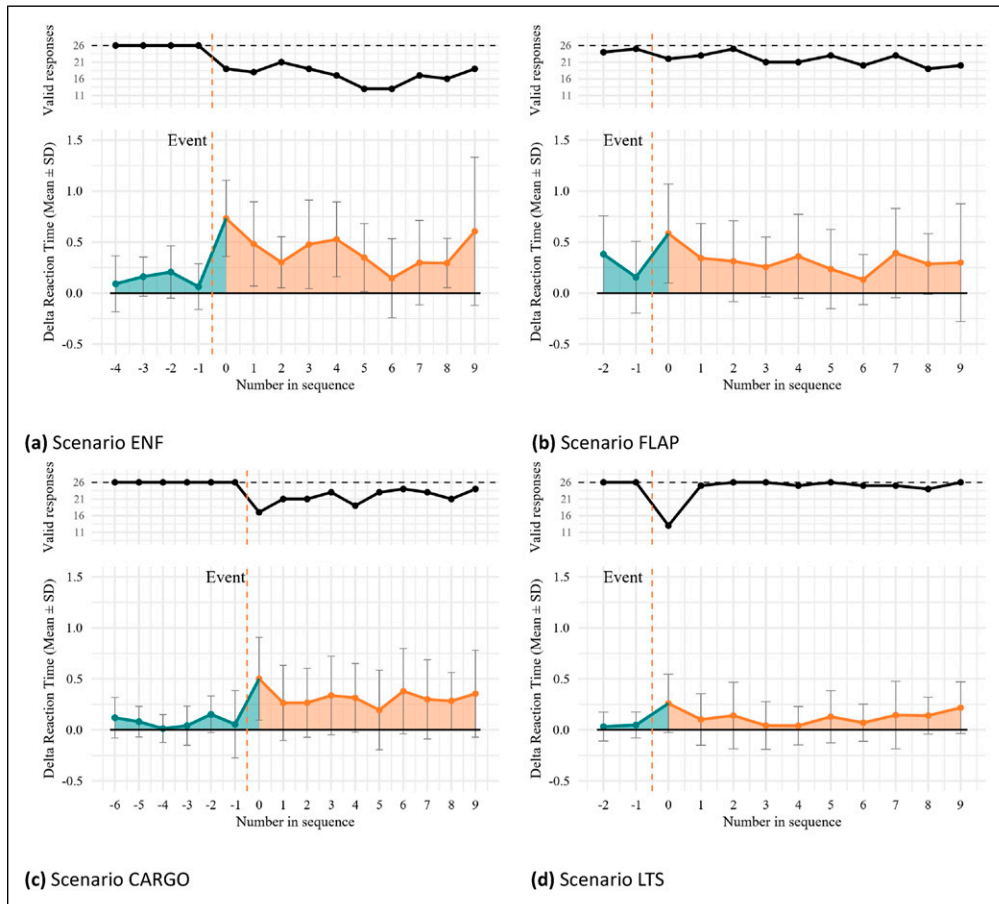 Valid responses
26
21
16
11
Delta Reaction Time (Mean ± SD)
1.5
1.0
0.5
0.0
-0.5
Event
-4 -3 -2 -1 0 1 2 3 4 5 6 7 8 9
Number in sequence
(a) Scenario ENF
Valid responses
26
21
16
11
Delta Reaction Time (Mean ± SD)
1.5
1.0
0.5
0.0
-0.5
Event
-2 -1 0 1 2 3 4 5 6 7 8 9
Number in sequence
(b) Scenario FLAP
Valid responses
26
21
16
11
Delta Reaction Time (Mean ± SD)
1.5
1.0
0.5
0.0
-0.5
Event
-6 -5 -4 -3 -2 -1 0 1 2 3 4 5 6 7 8 9
Number in sequence
(c) Scenario CARGO
Valid responses
26
21
16
11
Delta Reaction Time (Mean ± SD)
1.5
1.0
0.5
0.0
-0.5
Event
-2 -1 0 1 2 3 4 5 6 7 8 9
Number in sequence
(d) Scenario LTS